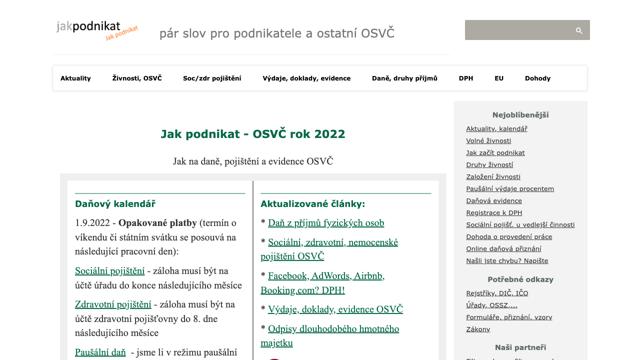 jakpodnikat
Jak podnikat
pár slov pro podnikatele a ostatní OSVČ
Aktuality
Živnosti, OSVČ
Soc/zdr pojištění
Výdaje, doklady, evidence
Daně, druhy příjmů
DPH
EU
Dohody
Jak podnikat - OSVČ rok 2022
Jak na daně, pojištění a evidence OSVČ
Daňový kalendář
1.9.2022 - Opakované platby (termín o
víkendu či státním svátku se posouvá na
následující pracovní den):
Sociální pojištění - záloha musí být na
účtě úřadu do konce následujícího měsíce
Zdravotní pojištění - záloha musí být na
účtě zdravotní pojišťovny do 8. dne
následujícího měsíce
Paušální daň - jsme li v režimu paušální
Aktualizované články:
* Daň z příjmů fyzických osob
* Sociální, zdravotní, nemocenské
pojištění OSVČ
* Facebook, AdWords, Airbnb,
Booking.com? DPH!
* Výdaje, doklady, evidence OSVČ
* Odpisy dlouhodobého hmotného
majetku
Nejoblíbenější
Aktuality, kalendář
Volné živnosti
Jak začít podnikat
Druhy živností
Založení živnosti
Paušální výdaje procentem
Daňová evidence
Registrace k DPH
Sociální pojišť. u vedlejší činnosti
Dohoda o provedení práce
Online daňová přiznání
Našli jste chybu? Napište
Potřebné odkazy
Rejstříky, DIČ, IČO
Úřady, OSSZ,...
Formuláře, přiznání, vzory
Zákony
Naši partneři